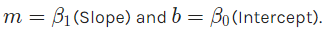 m = β₁(Slope) and b = β₀(Intercept).